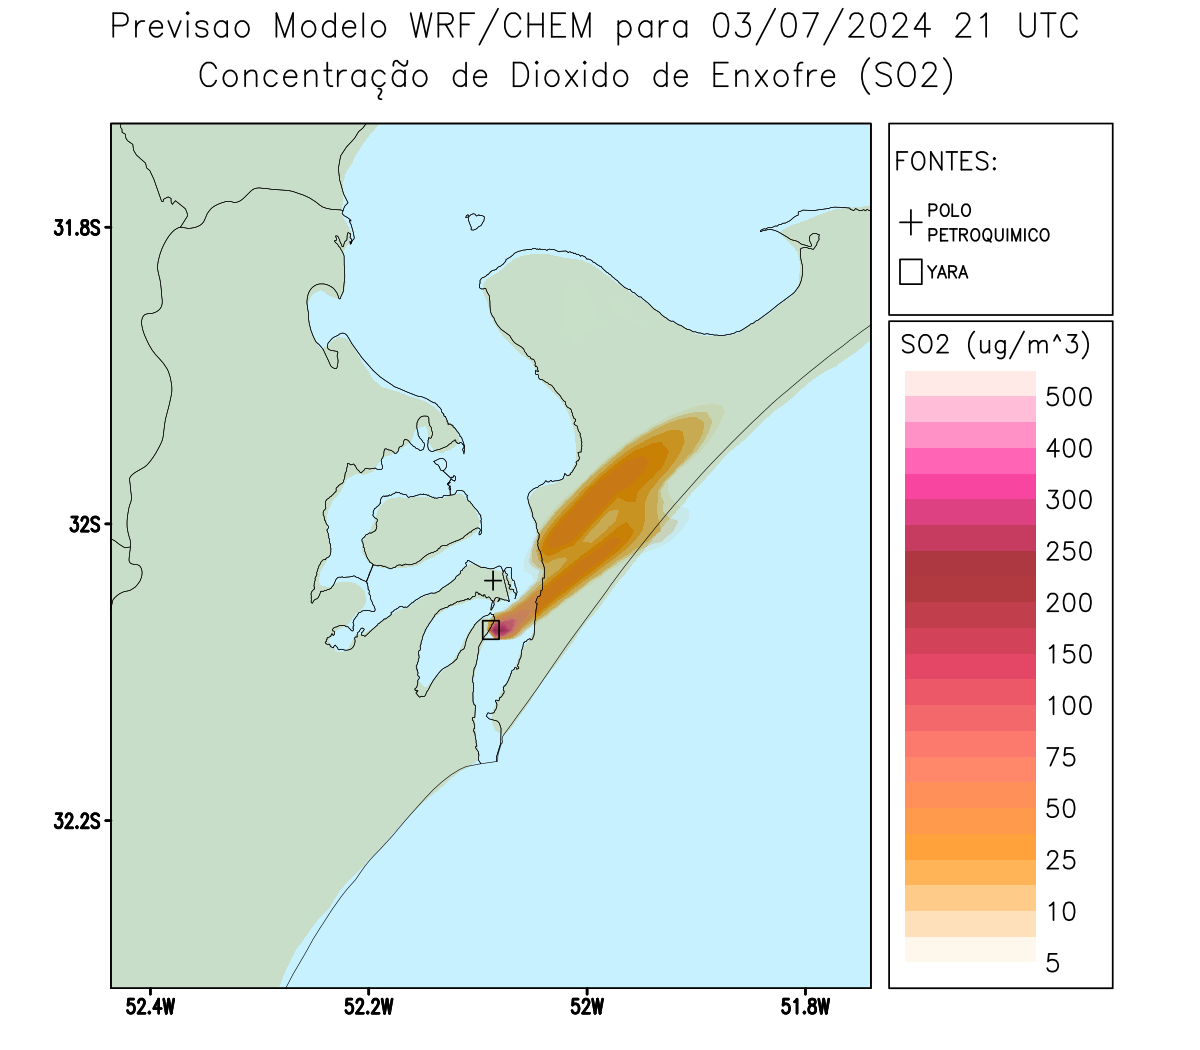 Previsao Modelo WRF/CHEM para 03/07/2024 21 UTC
Concentração de Dioxido de Enxofre (SO2)
FONTES:
POLO
PETROQUIMICO
YARA
31.8S
32S
32.2S
52.4W
52.2W
52W
51.8W
SO2 (ug/m^3)
500
400
300
250
200
150
100
75
50
25
10
5